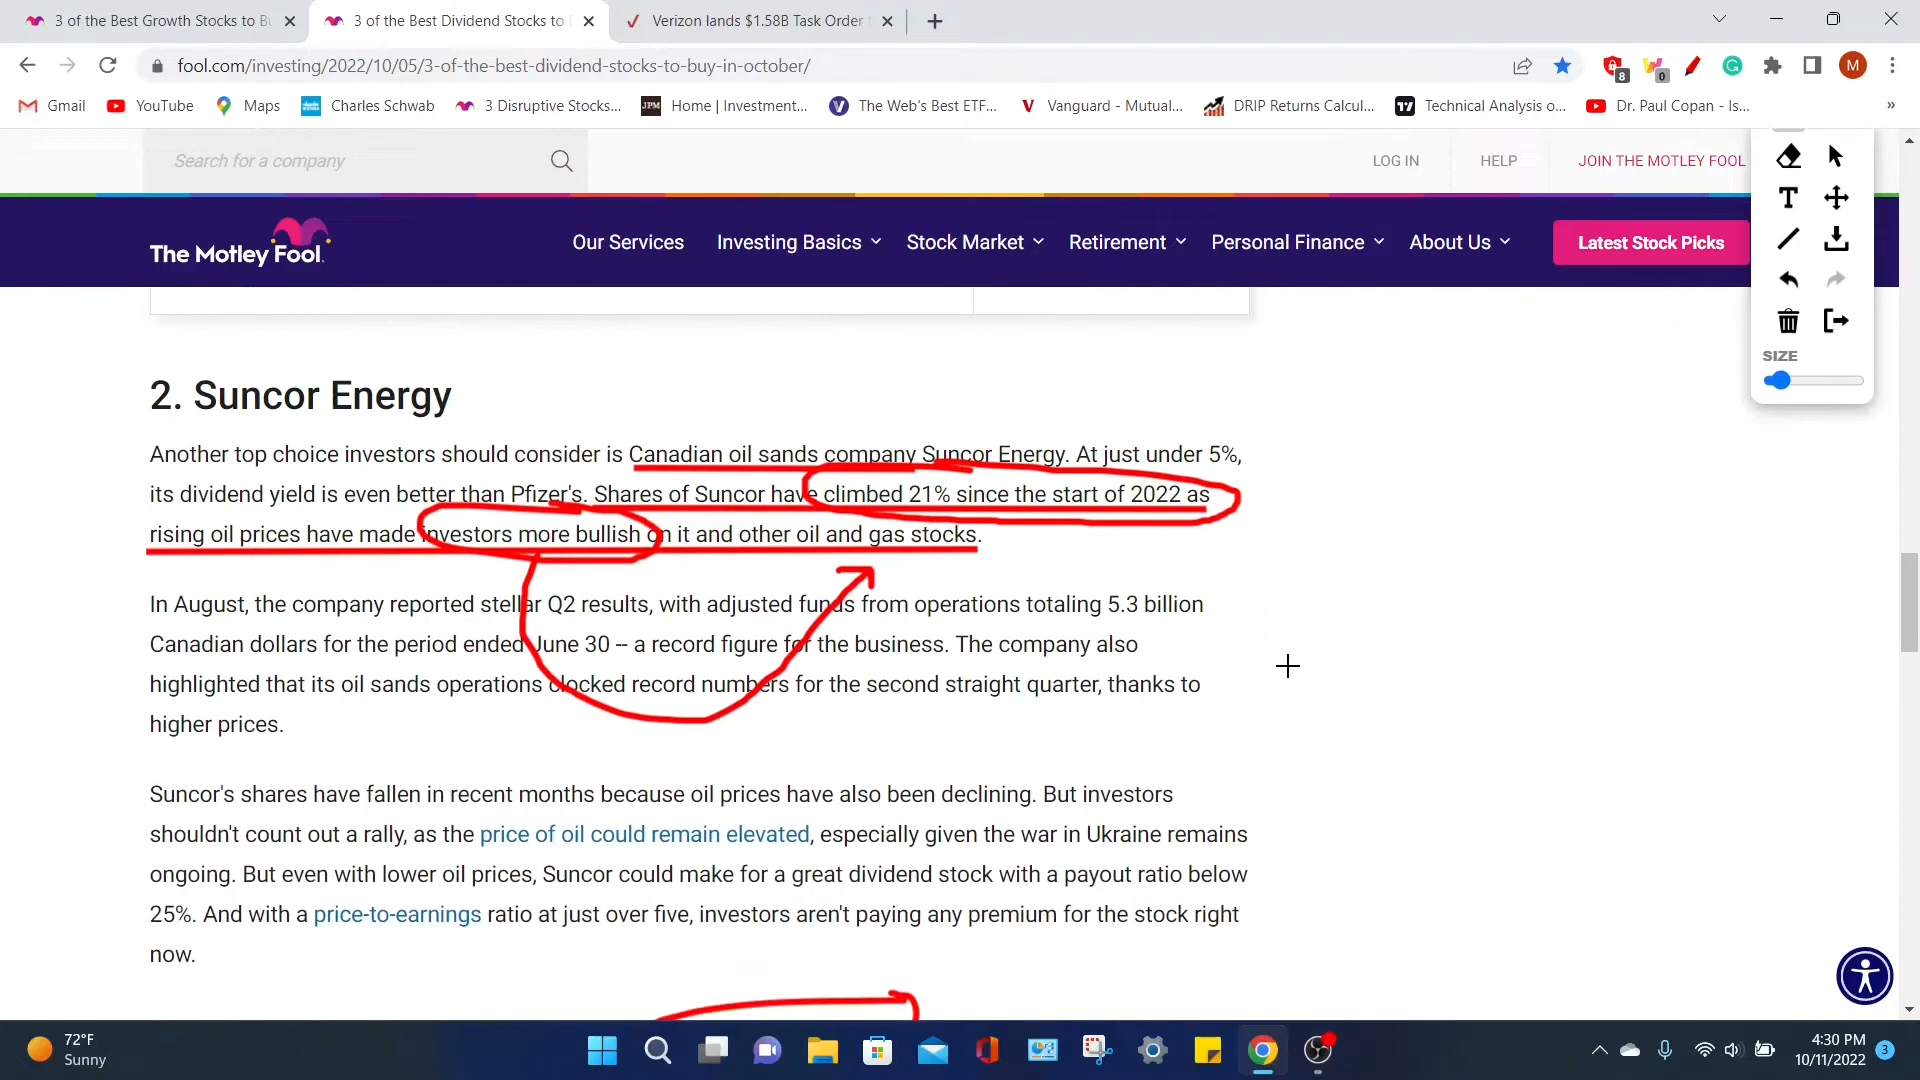 3 of the Best Growth Stocks to Bu
3 of the Best Dividend Stocks to
Verizon lands $1.58B Task Order
fool.com/investing/2022/10/05/3-of-the-best-dividend-stocks-to-buy-in-october/
8
0
M
Gmail
YouTube
Maps
Charles Schwab
3 Disruptive Stocks...
JPM
Home | Investment...
The Web's Best ETF...
Vanguard - Mutual...
DRIP Returns Calcul...
Technical Analysis o...
Dr. Paul Copan - Is...
»
Search for a company
LOG IN
HELP
JOIN THE MOTLEY FOOL
The Motley Fool
Our Services
Investing Basics
Stock Market
Retirement
Personal Finance
About Us
Latest Stock Picks
T
SIZE
2. Suncor Energy
Another top choice investors should consider is Canadian oil sands company Suncor Energy. At just under 5%,
its dividend yield is even better than Pfizer's. Shares of Suncor have climbed 21% since the start of 2022 as
rising oil prices have made investors more bullish on it and other oil and gas stocks.
In August, the company reported stellar Q2 results, with adjusted funds from operations totaling 5.3 billion
Canadian dollars for the period ended June 30 -- a record figure for the business. The company also
highlighted that its oil sands operations clocked record numbers for the second straight quarter, thanks to
higher prices.
Suncor's shares have fallen in recent months because oil prices have also been declining. But investors
shouldn't count out a rally, as the price of oil could remain elevated, especially given the war in Ukraine remains
ongoing. But even with lower oil prices, Suncor could make for a great dividend stock with a payout ratio below
25%. And with a price-to-earnings ratio at just over five, investors aren't paying any premium for the stock right
now.
72°F
Sunny
4:30 PM
10/11/2022
3